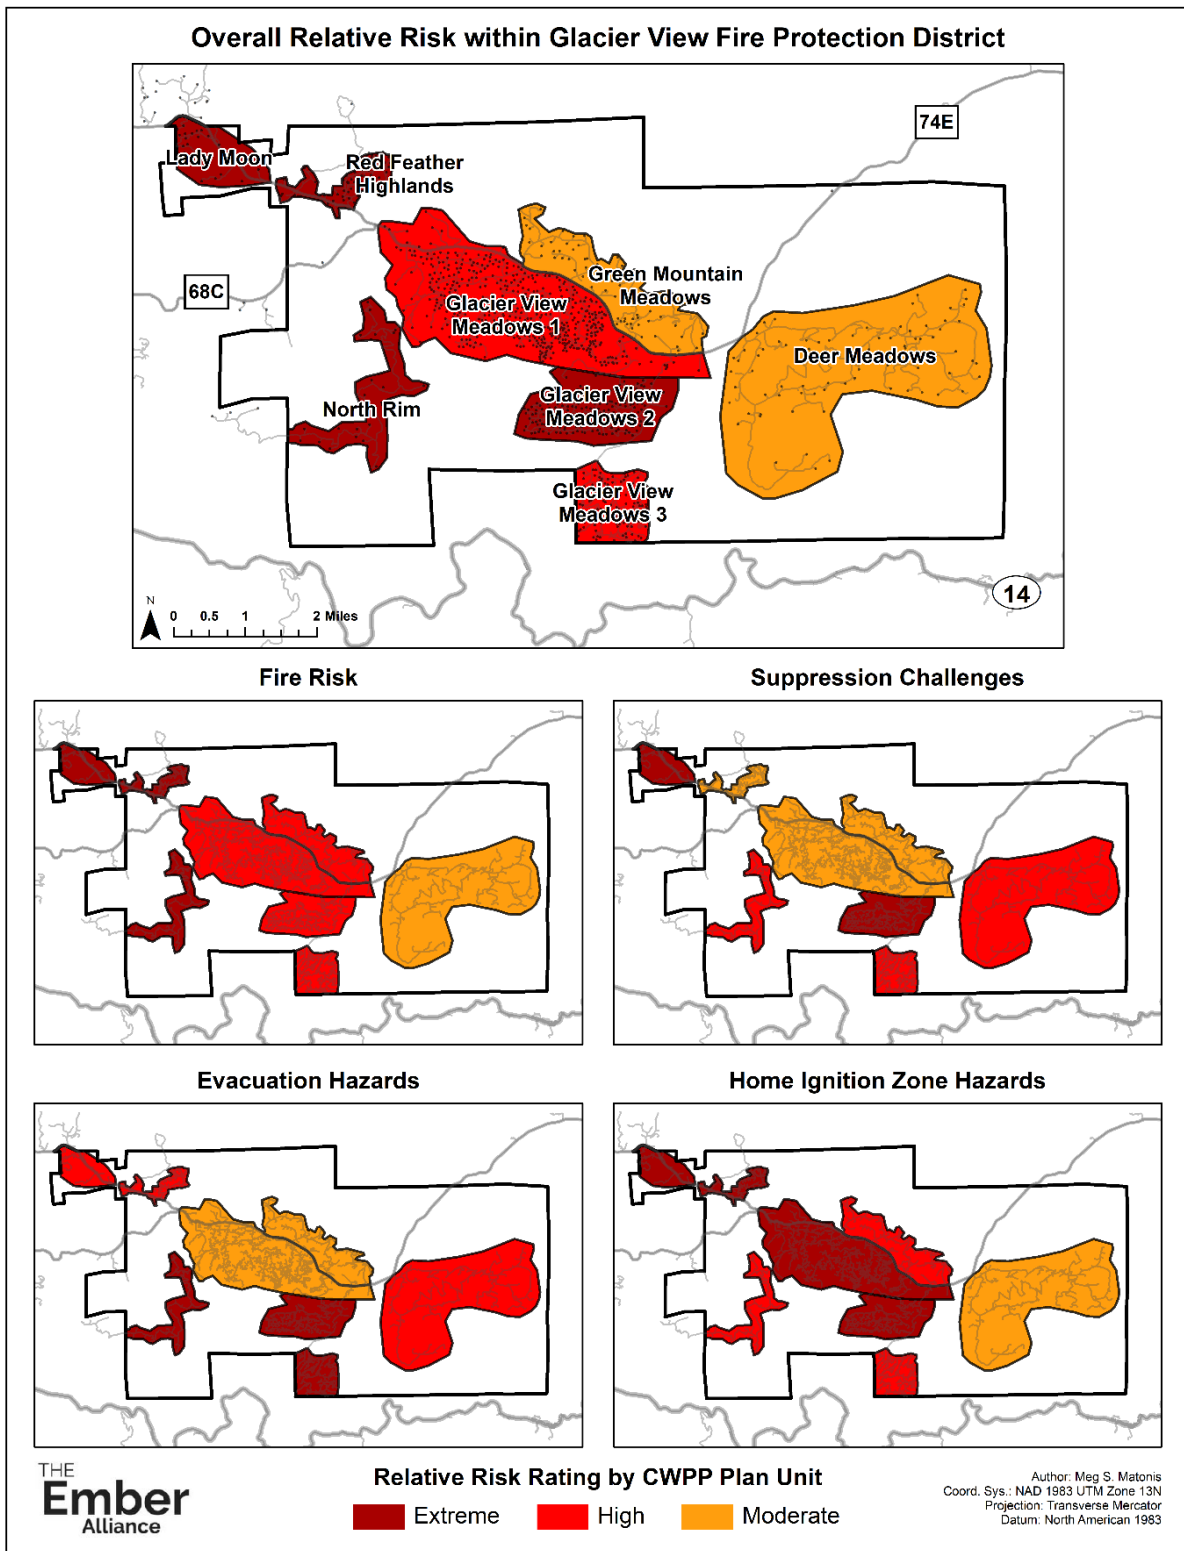 Overall Relative Risk within Glacier View Fire Protection District
74E
Lady Moon
Red Feather
Highlands
68C
Green Mountain
Meadows
Glacier View
Meadows 1
Deer Meadows
Glacier View
Meadows 2
North Rim
Glacier View
Meadows 3
14
N
0 0.5 1 2 Miles
Fire Risk
Suppression Challenges
Evacuation Hazards
Home Ignition Zone Hazards
THE
Ember
Alliance
Relative Risk Rating by CWPP Plan Unit
Extreme High Moderate
Author: Meg S. Matonis
Coord. Sys.: NAD 1983 UTM Zone 13N
Projection: Transverse Mercator
Datum: North American 1983